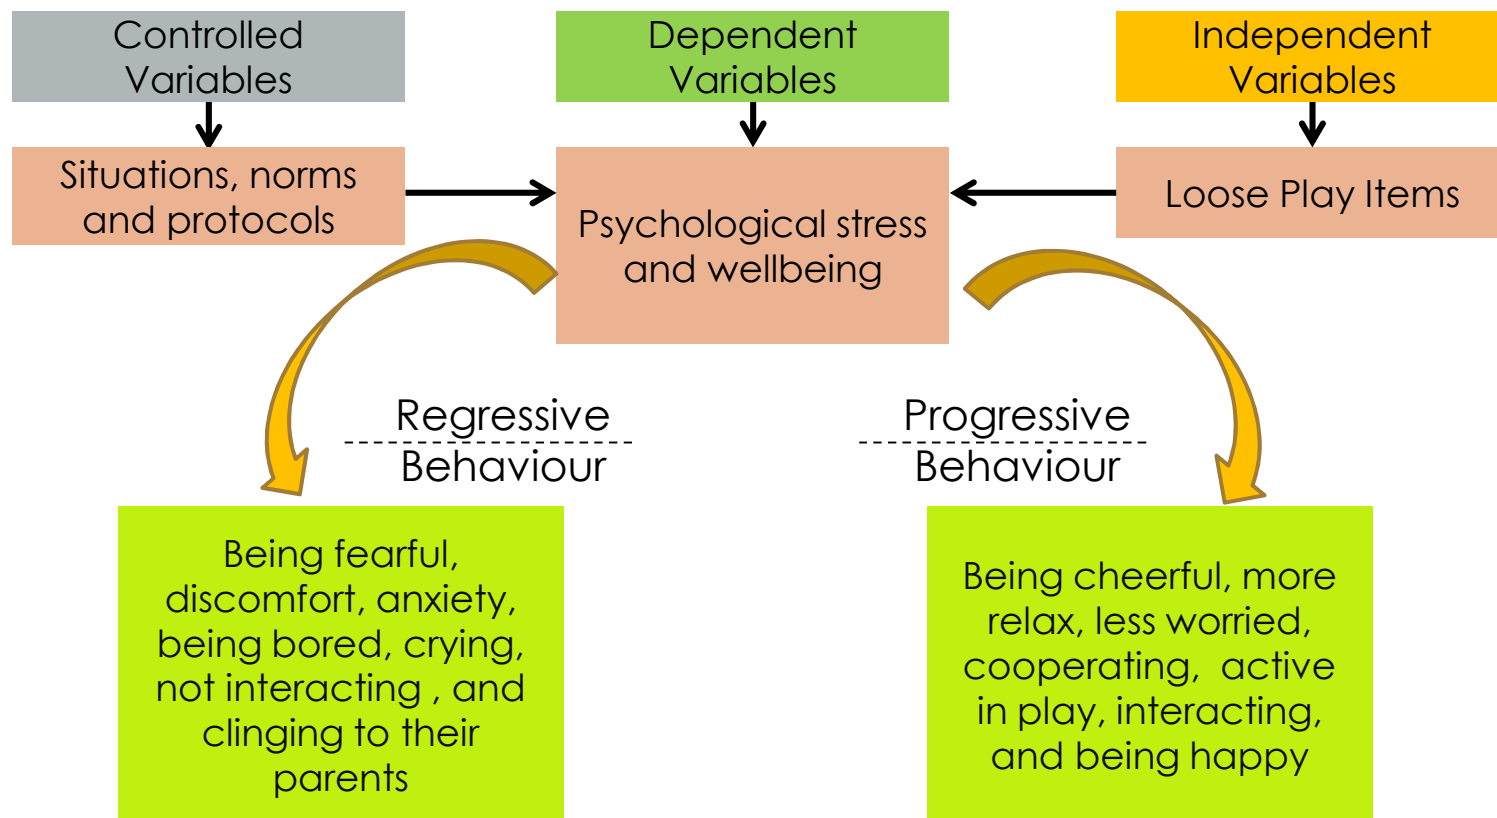 Controlled
Variables
Dependent
Variables
Independent
Variables
Situations, norms
and protocols
Psychological stress
and wellbeing
Loose Play Items
Regressive
Behaviour
Progressive
Behaviour
Being fearful,
discomfort, anxiety,
being bored, crying,
not interacting , and
clinging to their
parents
Being cheerful, more
relax, less worried,
cooperating,  active
in play, interacting,
and being happy